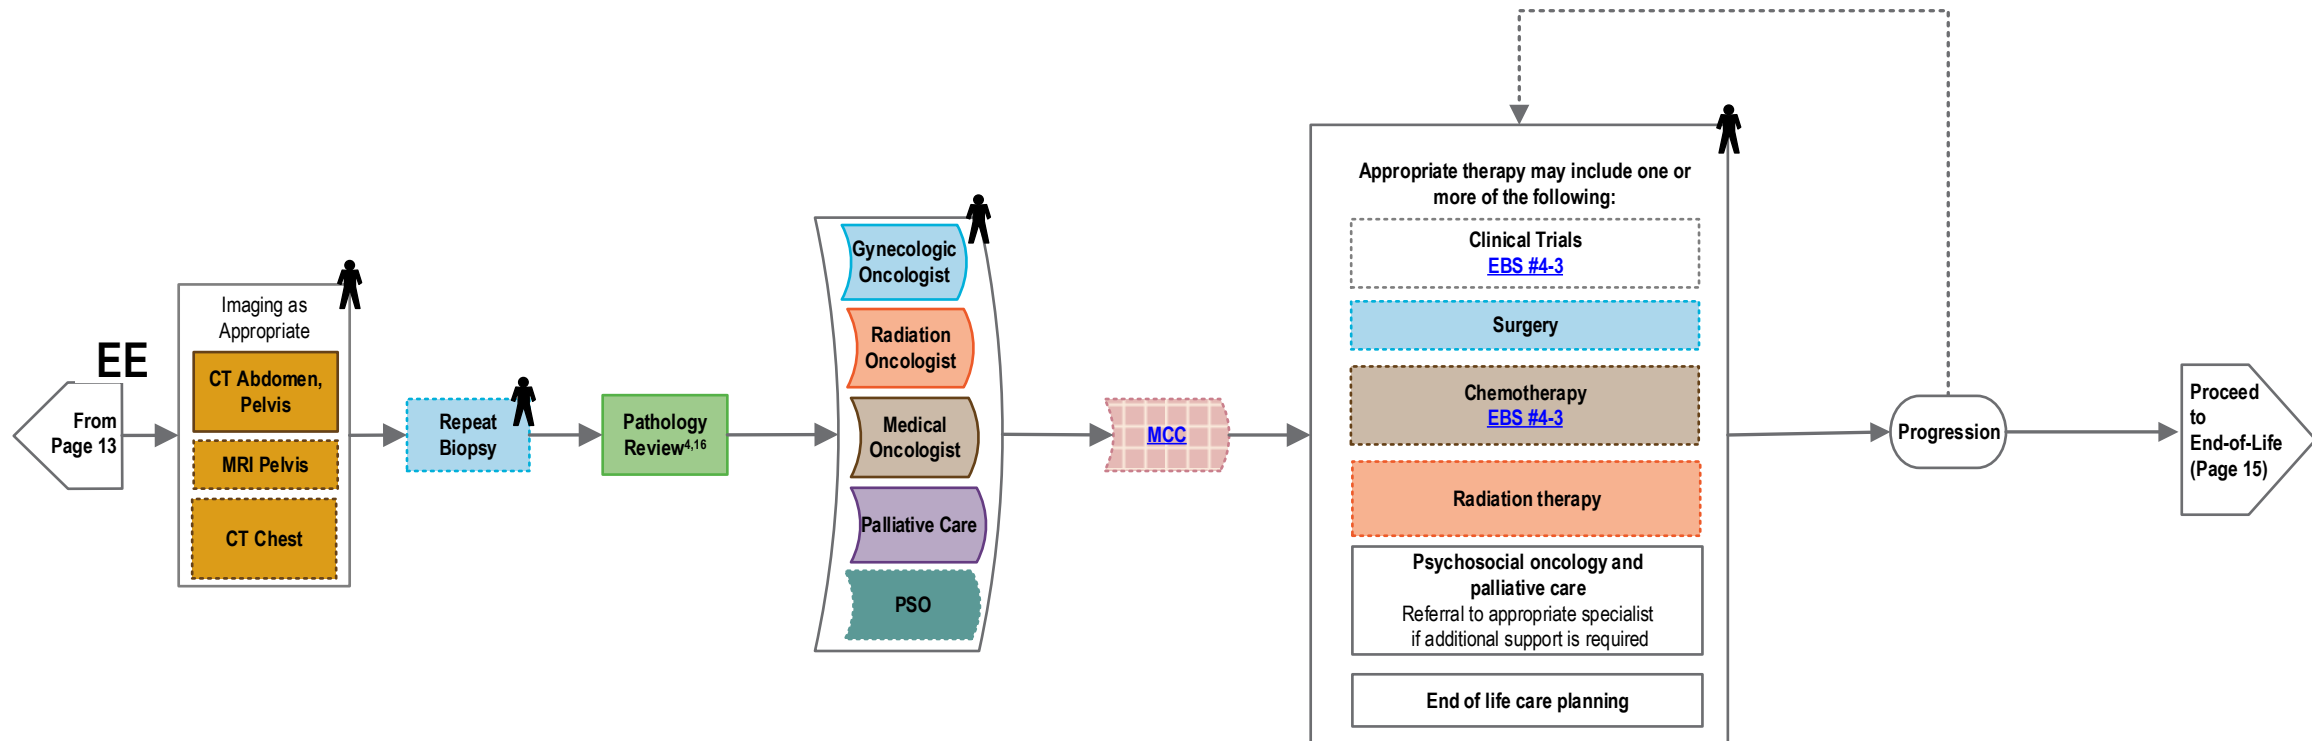 EE
From
Page 13
Imaging as
Appropriate
CT Abdomen,
Pelvis
MRI Pelvis
CT Chest
Repeat
Biopsy
Pathology
Review4,16
Gynecologic
Oncologist
Radiation
Oncologist
Medical
Oncologist
Palliative Care
PSO
MCC
Appropriate therapy may include one or
more of the following:
Clinical Trials
EBS #4-3
Surgery
Chemotherapy
EBS #4-3
Radiation therapy
Psychosocial oncology and
palliative care
Referral to appropriate specialist
if additional support is required
End of life care planning
Progression
Proceed
to
End-of-Life
(Page 15)